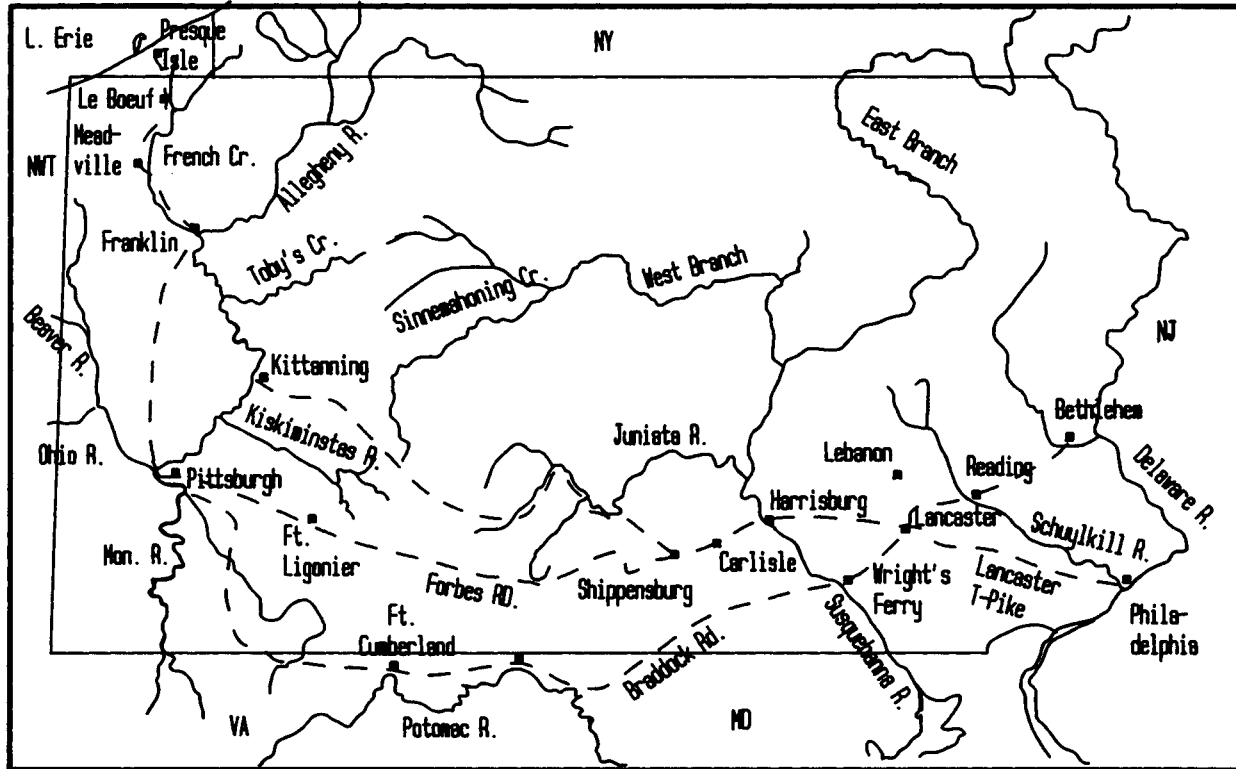 L. Erie
Presque
Isle
NY
Le Boeuf
Mead-
ville
NWT
French Cr.
Allegheny R.
East Branch
Franklin
Toby's Cr.
Sinnemahoning Cr.
West Branch
Beaver R.
NJ
Kittanning
Kiskiminstas R.
Bethlehem
Juniata R.
Ohio R.
Pittsburgh
Lebanon
Reading
Delaware R.
Harrisburg
Lancaster
Schuylkill R.
Mon. R.
Ft.
Ligonier
Forbes RD.
Shippensburg
Carlisle
Wright's
Ferry
Lancaster
T-Pike
Phila-
delphia
Ft.
Cumberland
Braddock Rd.
Susquehanna R.
VA
Potomac R.
MD